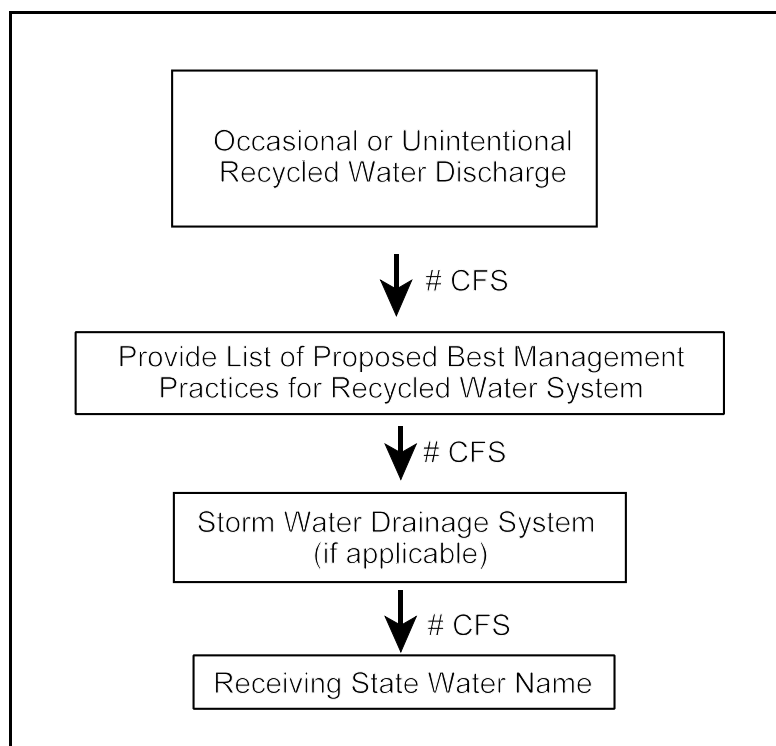 Occasional or Unintentional
Recycled Water Discharge
# CFS
Provide List of Proposed Best Management
Practices for Recycled Water System
# CFS
Storm Water Drainage System
(if applicable)
# CFS
Receiving State Water Name